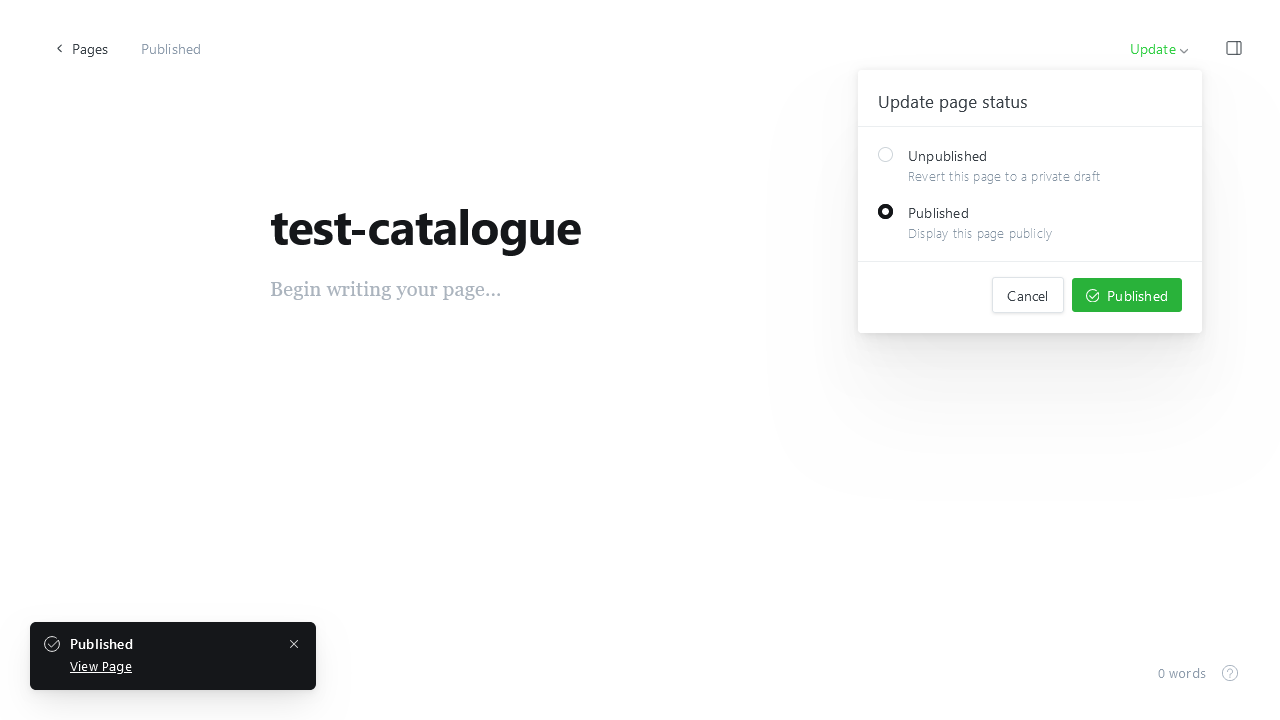 Pages
Published
Update
Update page status
Unpublished
Revert this page to a private draft
Published
Display this page publicly
Cancel
Published
test-catalogue
Begin writing your page...
Published
View Page
0 words